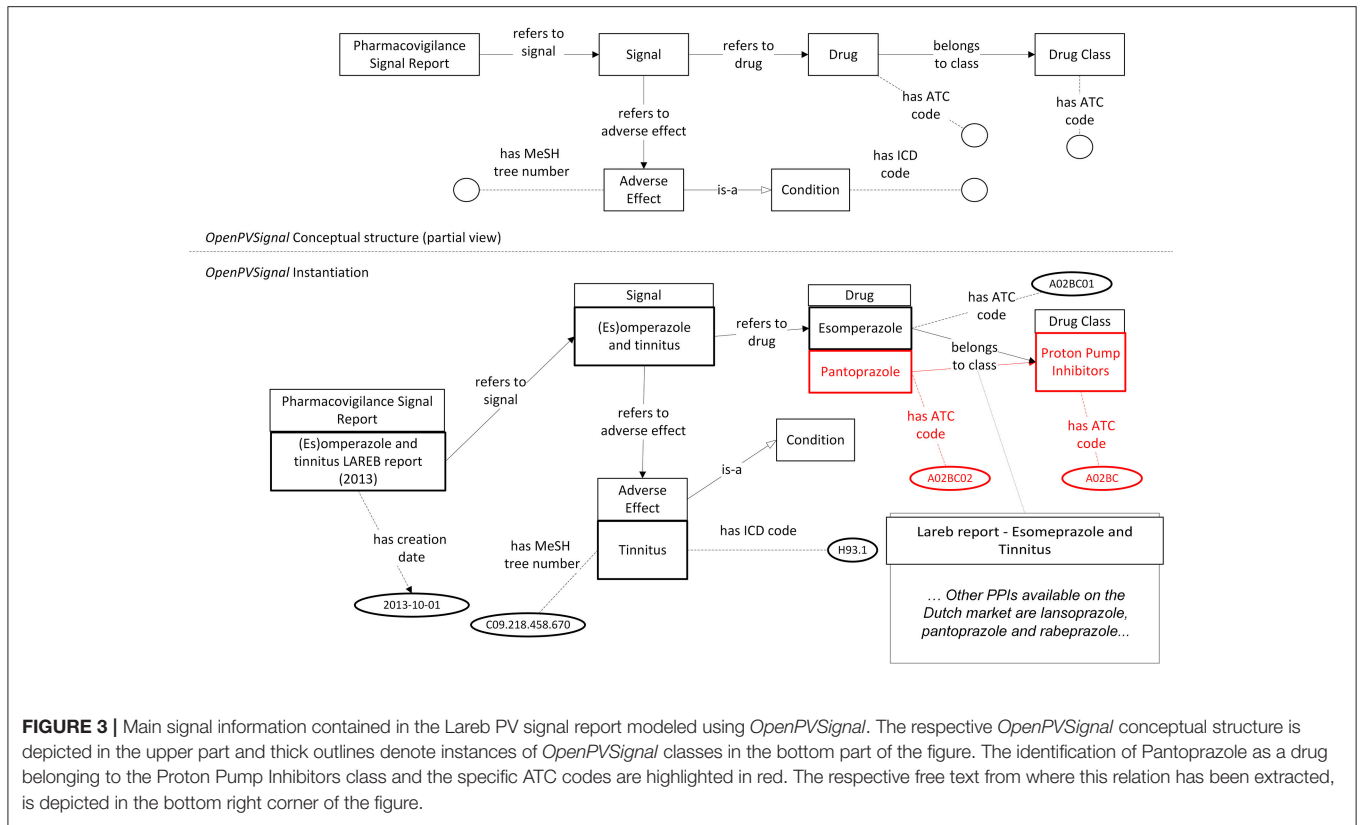 Pharmacovigilance
Signal Report
refers to
signal
Signal
refers to
drug
Drug
belongs
to class
Drug Class
has ATC
code
has ATC
code
refers to
adverse effect
has MeSH
tree number
Adverse
Effect
is-a
Condition
has ICD
code
OpenPVSignal Conceptual structure (partial view)
OpenPVSignal Instantiation
Signal
(Es)omperazole
and tinnitus
refers to
drug
Drug
Esomperazole
Pantoprazole
has ATC
code
A02BC01
belongs
to class
Drug Class
Proton Pump
Inhibitors
has ATC
code
A02BC02
has ATC
code
A02BC
refers to
signal
Pharmacovigilance Signal
Report
(Es)omperazole and
tinnitus LAREB report
(2013)
has creation
date
2013-10-01
refers to
adverse effect
is-a
Condition
Adverse
Effect
Tinnitus
has MeSH
tree number
C09.218.458.670
has ICD code
H93.1
Lareb report - Esomeprazole and
Tinnitus
... Other PPIs available on the
Dutch market are lansoprazole,
pantoprazole and rabeprazole...
FIGURE 3 | Main signal information contained in the Lareb PV signal report modeled using OpenPVSignal. The respective OpenPVSignal conceptual structure is
depicted in the upper part and thick outlines denote instances of OpenPVSignal classes in the bottom part of the figure. The identification of Pantoprazole as a drug
belonging to the Proton Pump Inhibitors class and the specific ATC codes are highlighted in red. The respective free text from where this relation has been extracted,
is depicted in the bottom right corner of the figure.